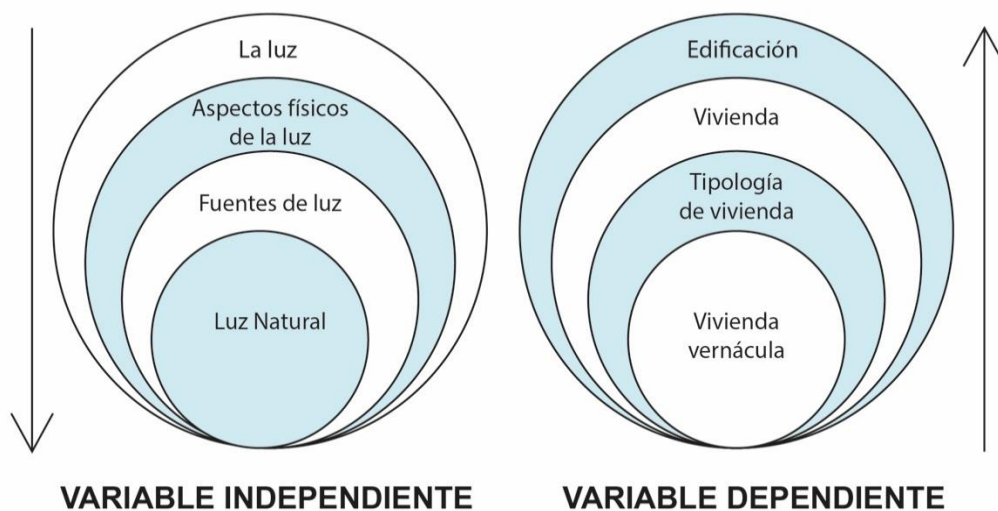 La luz
Aspectos físicos
de la luz
Fuentes de luz
Luz Natural
VARIABLE INDEPENDIENTE
Edificación
Vivienda
Tipología
de vivienda
Vivienda
vernácula
VARIABLE DEPENDIENTE